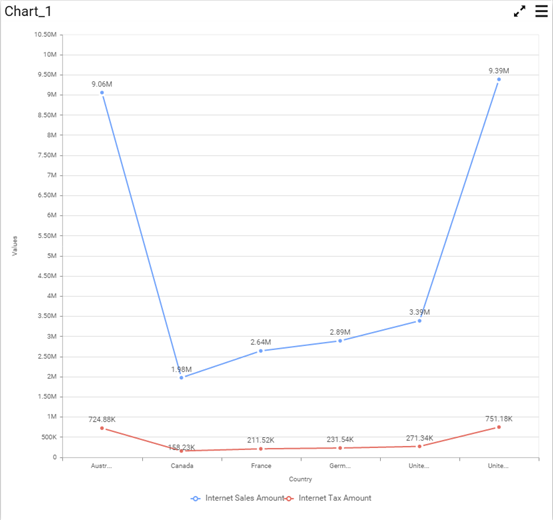 Chart_1
10.50M
10M
9.50M
9M
8.50M
8M
7.50M
7M
6.50M
6M
5.50M
5M
4.50M
4M
3.50M
3M
2.50M
2M
1.50M
1M
500K
0
Values
9.06M
1.98M
2.64M
2.89M
3.39M
9.39M
724.88K
158.23K
211.52K
231.54K
271.34K
751.18K
Austr... Canada France Germ... Unite... Unite...
Country
Internet Sales Amount Internet Tax Amount